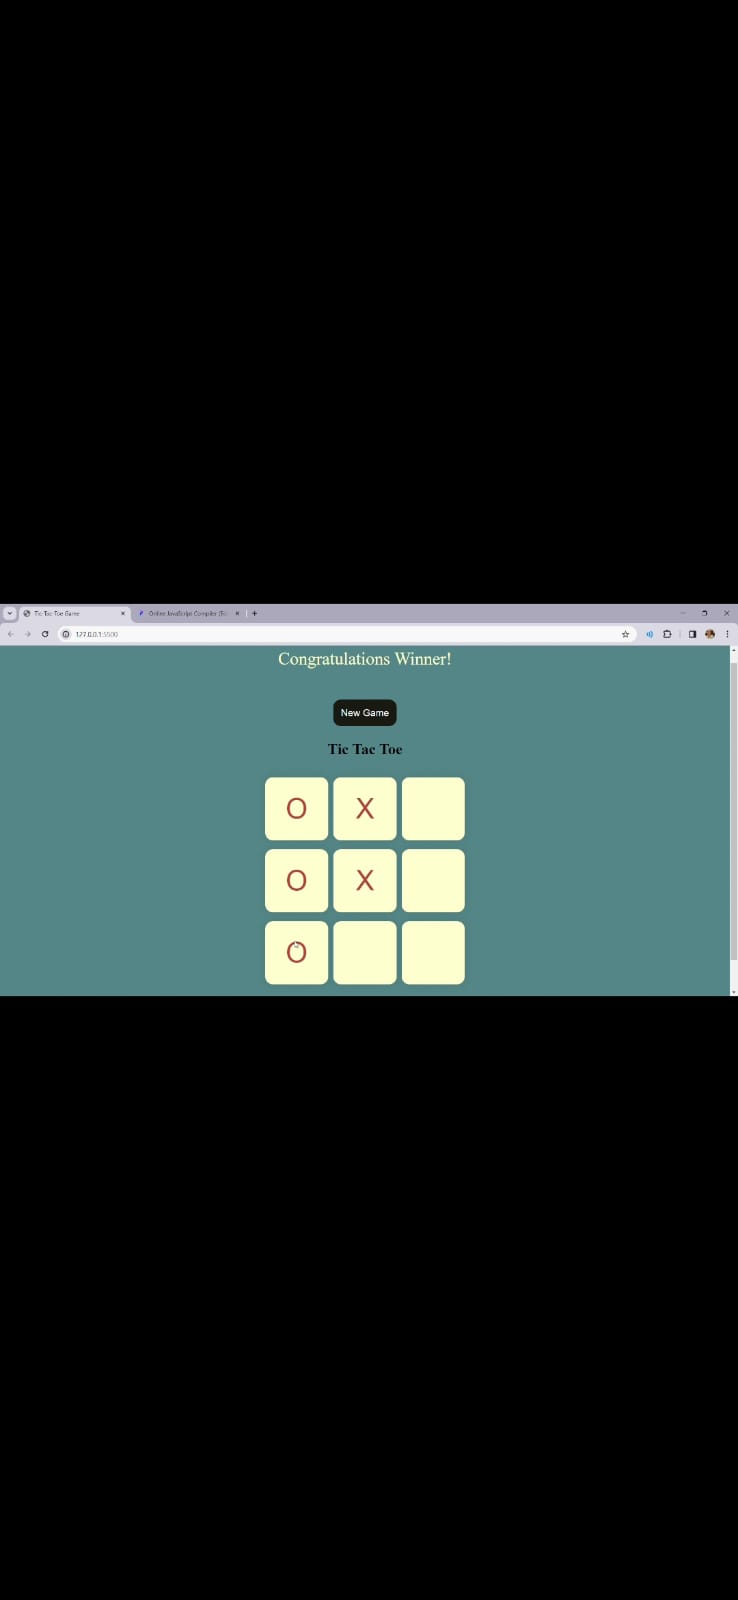 Tic-Tac-Toe Game
Online JavaScript Compiler
127.0.0.1:5500
Congratulations Winner!
New Game
Tic Tac Toe
O X
O X
O